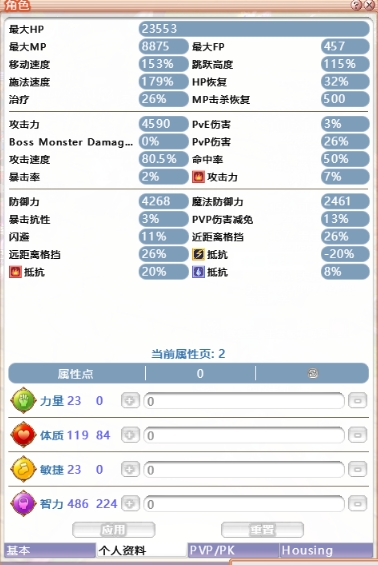 角色
最大HP 23553
最大MP 8875 最大FP 457
移动速度 153% 跳跃高度 115%
施法速度 179% HP恢复 32%
治疗 26% MP击杀恢复 500
攻击力 4590 PvE伤害 3%
Boss Monster Damag... 0% PvP伤害 26%
攻击速度 80.5% 命中率 50%
暴击率 2% 攻击力 7%
防御力 4268 魔法防御力 2461
暴击抗性 3% PVP伤害减免 13%
闪避 11% 近距离格挡 26%
远距离格挡 26% 抵抗 -20%
抵抗 20% 抵抗 8%
当前属性页: 2
属性点 0
力量 23 0 0
体质 119 84 0
敏捷 23 0 0
智力 486 224 0
应用 重置
基本 个人资料 PVP/PK Housing